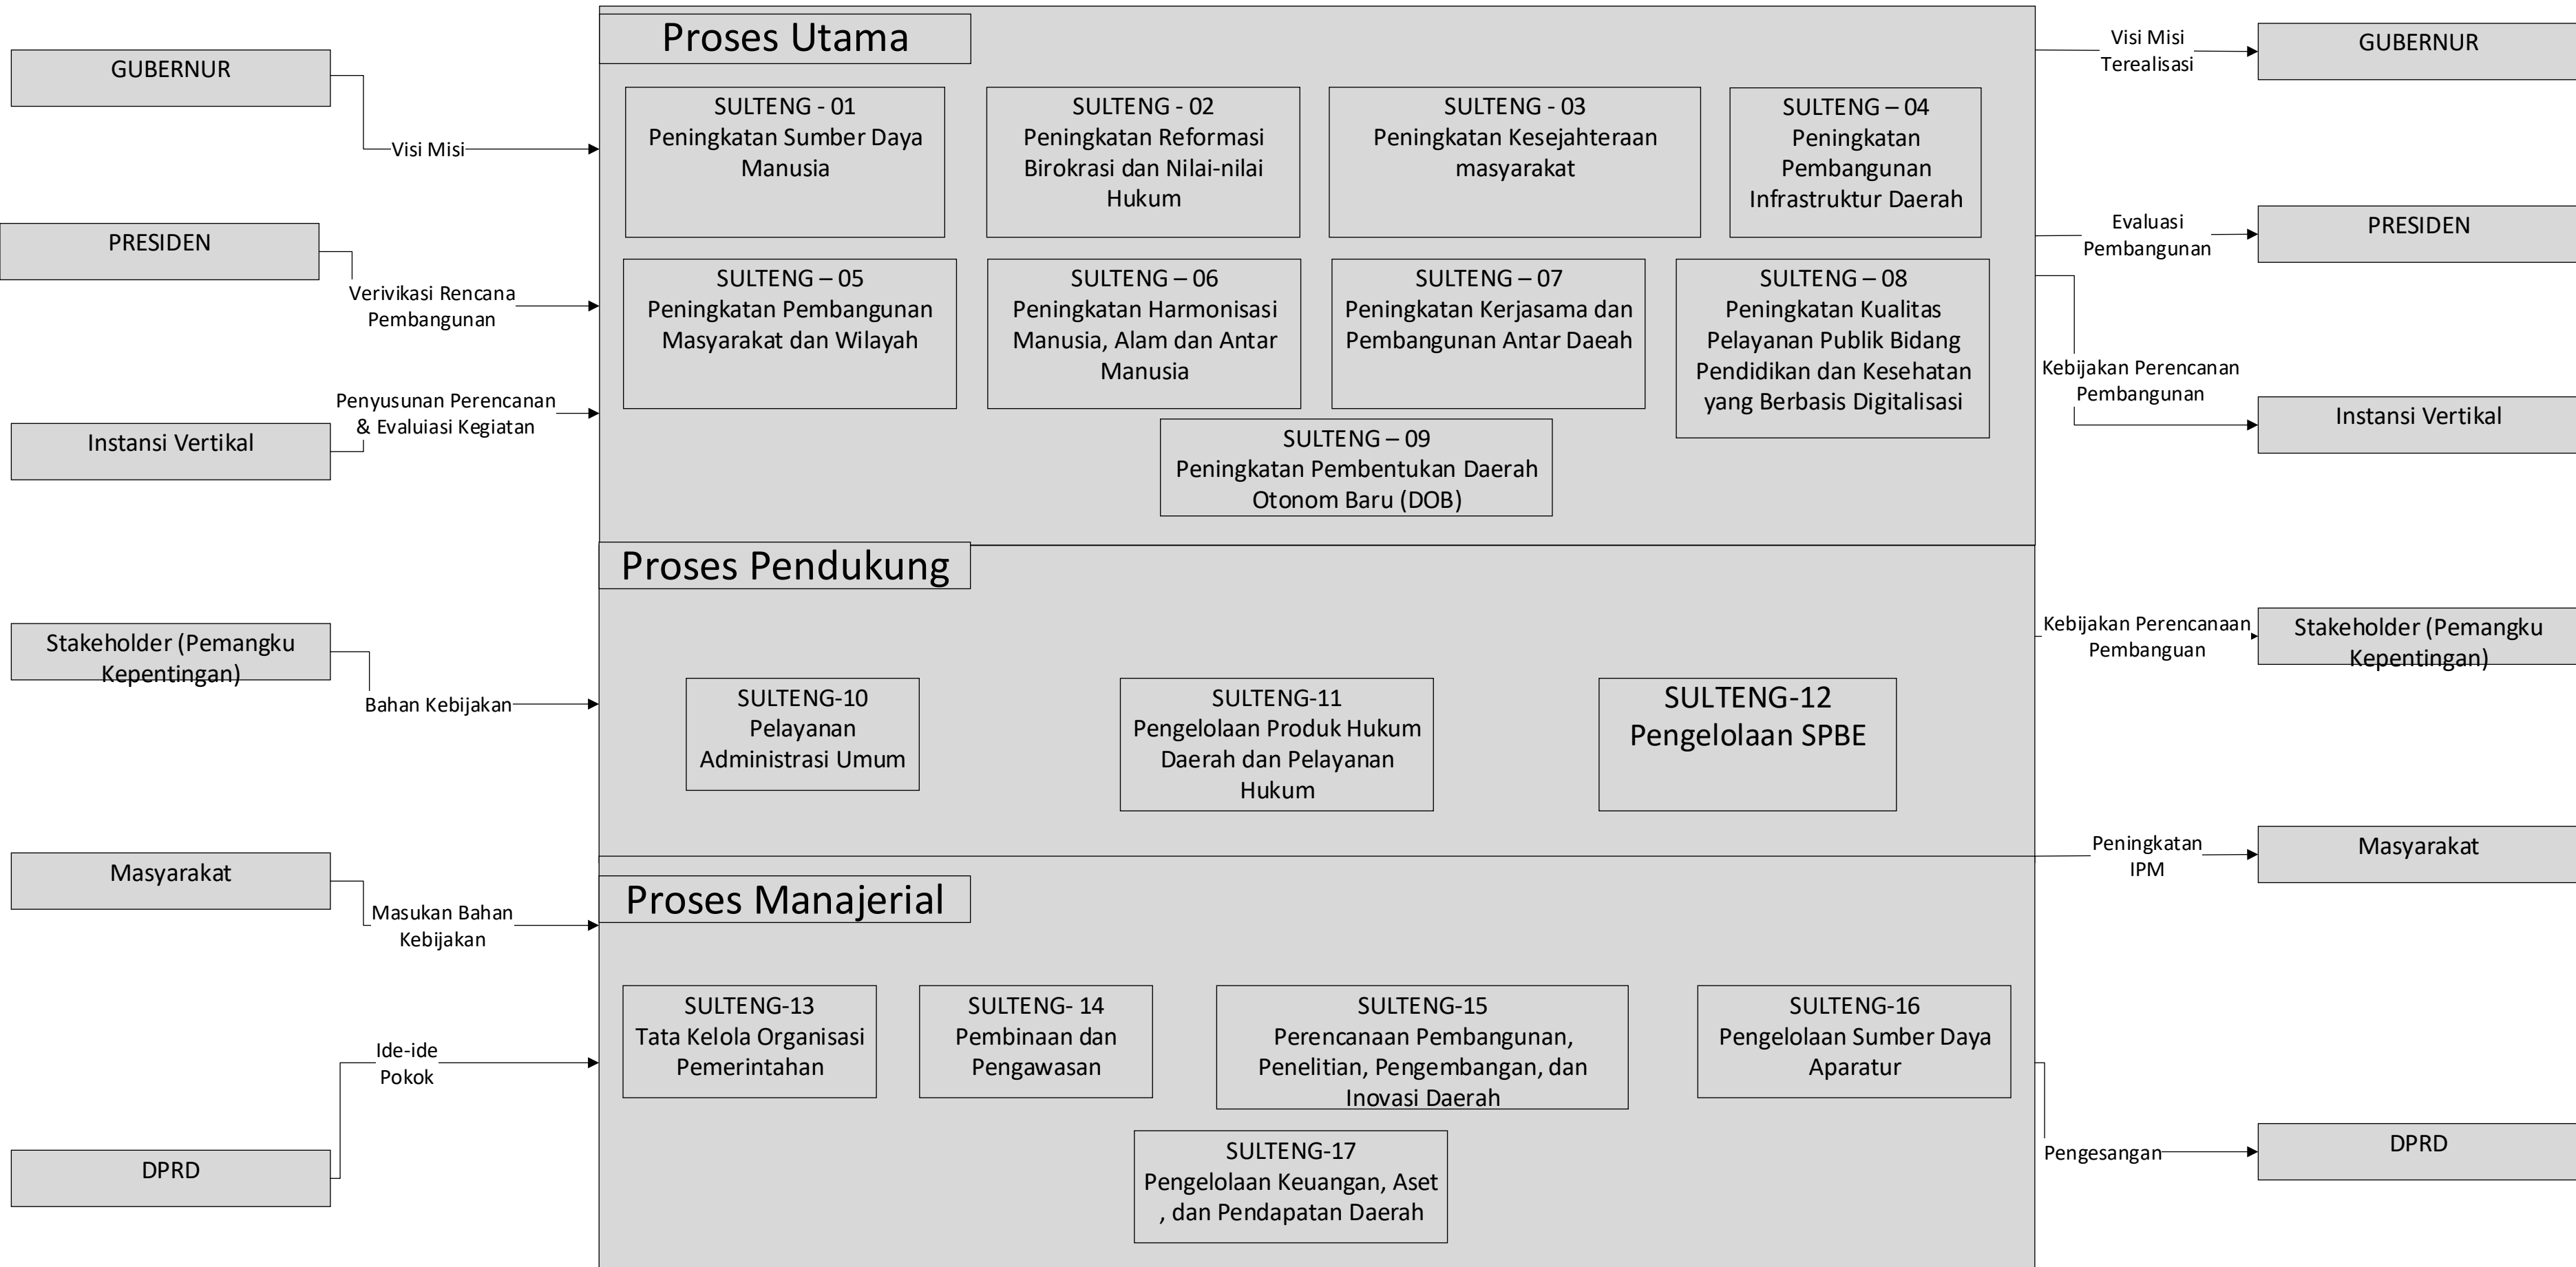 GUBERNUR
Visi Misi
PRESIDEN
Verivikasi Rencana
Pembangunan
Instansi Vertikal
Penyusunan Perencanan
& Evaluiasi Kegiatan
Stakeholder (Pemangku
Kepentingan)
Bahan Kebijakan
Masyarakat
Masukan Bahan
Kebijakan
DPRD
Ide-ide
Pokok
Proses Utama
SULTENG - 01
Peningkatan Sumber Daya
Manusia
SULTENG - 02
Peningkatan Reformasi
Birokrasi dan Nilai-nilai
Hukum
SULTENG - 03
Peningkatan Kesejahteraan
masyarakat
SULTENG – 04
Peningkatan
Pembangunan
Infrastruktur Daerah
SULTENG – 05
Peningkatan Pembangunan
Masyarakat dan Wilayah
SULTENG – 06
Peningkatan Harmonisasi
Manusia, Alam dan Antar
Manusia
SULTENG – 07
Peningkatan Kerjasama dan
Pembangunan Antar Daeah
SULTENG – 08
Peningkatan Kualitas
Pelayanan Publik Bidang
Pendidikan dan Kesehatan
yang Berbasis Digitalisasi
SULTENG – 09
Peningkatan Pembentukan Daerah
Otonom Baru (DOB)
Proses Pendukung
SULTENG-10
Pelayanan
Administrasi Umum
SULTENG-11
Pengelolaan Produk Hukum
Daerah dan Pelayanan
Hukum
SULTENG-12
Pengelolaan SPBE
Proses Manajerial
SULTENG-13
Tata Kelola Organisasi
Pemerintahan
SULTENG- 14
Pembinaan dan
Pengawasan
SULTENG-15
Perencanaan Pembangunan,
Penelitian, Pengembangan, dan
Inovasi Daerah
SULTENG-16
Pengelolaan Sumber Daya
Aparatur
SULTENG-17
Pengelolaan Keuangan, Aset
, dan Pendapatan Daerah
Visi Misi
Terealisasi
GUBERNUR
Evaluasi
Pembangunan
PRESIDEN
Kebijakan Perencanan
Pembangunan
Instansi Vertikal
Kebijakan Perencanaan
Pembanguan
Stakeholder (Pemangku
Kepentingan)
Peningkatan
IPM
Masyarakat
Pengesangan
DPRD